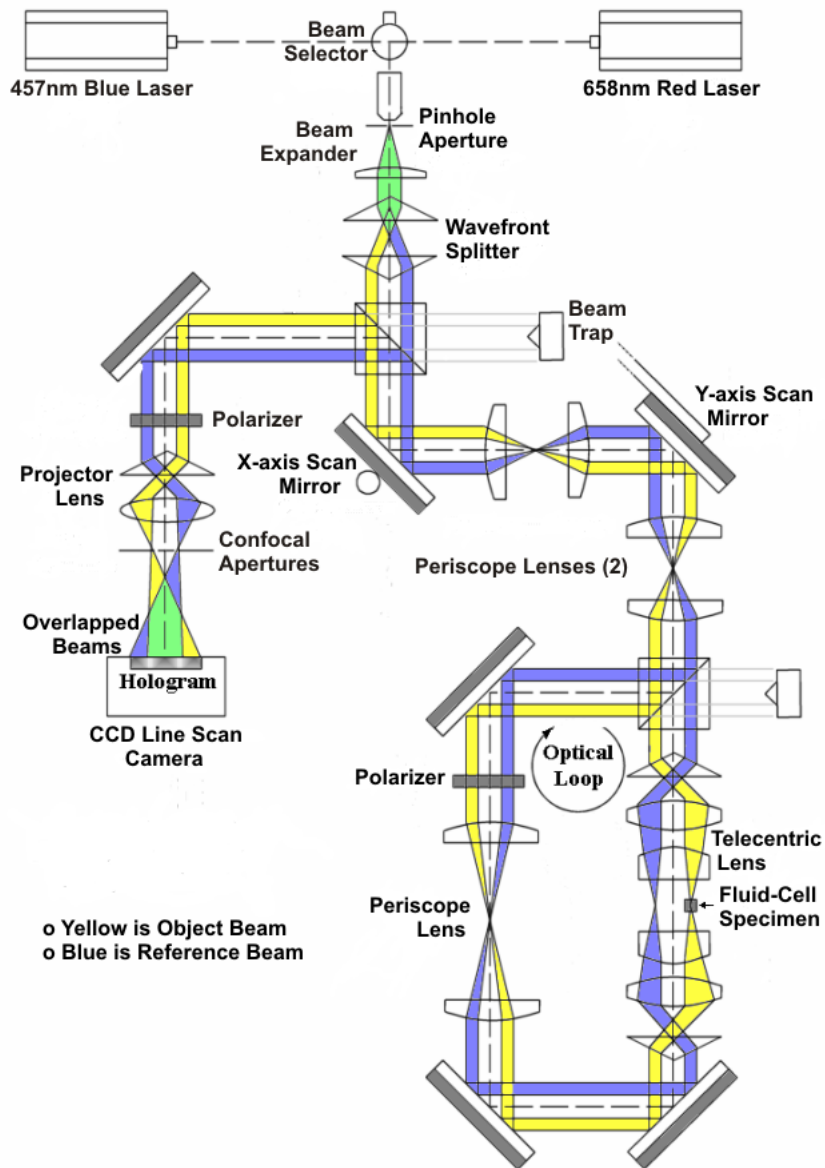 Beam
Selector
457nm Blue Laser
658nm Red Laser
Pinhole
Aperture
Beam
Expander
Wavefront
Splitter
Beam
Trap
Y-axis Scan
Mirror
Polarizer
X-axis Scan
Mirror
Projector
Lens
Confocal
Apertures
Periscope Lenses (2)
Overlapped
Beams
Hologram
CCD Line Scan
Camera
Optical
Loop
Polarizer
Telecentric
Lens
Fluid-Cell
Specimen
Periscope
Lens
o Yellow is Object Beam
o Blue is Reference Beam